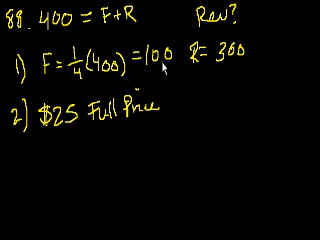 88. 400 = F+R Rev?
1) F = 1/4 (400) = 100 R = 300
2) $25 Full Price